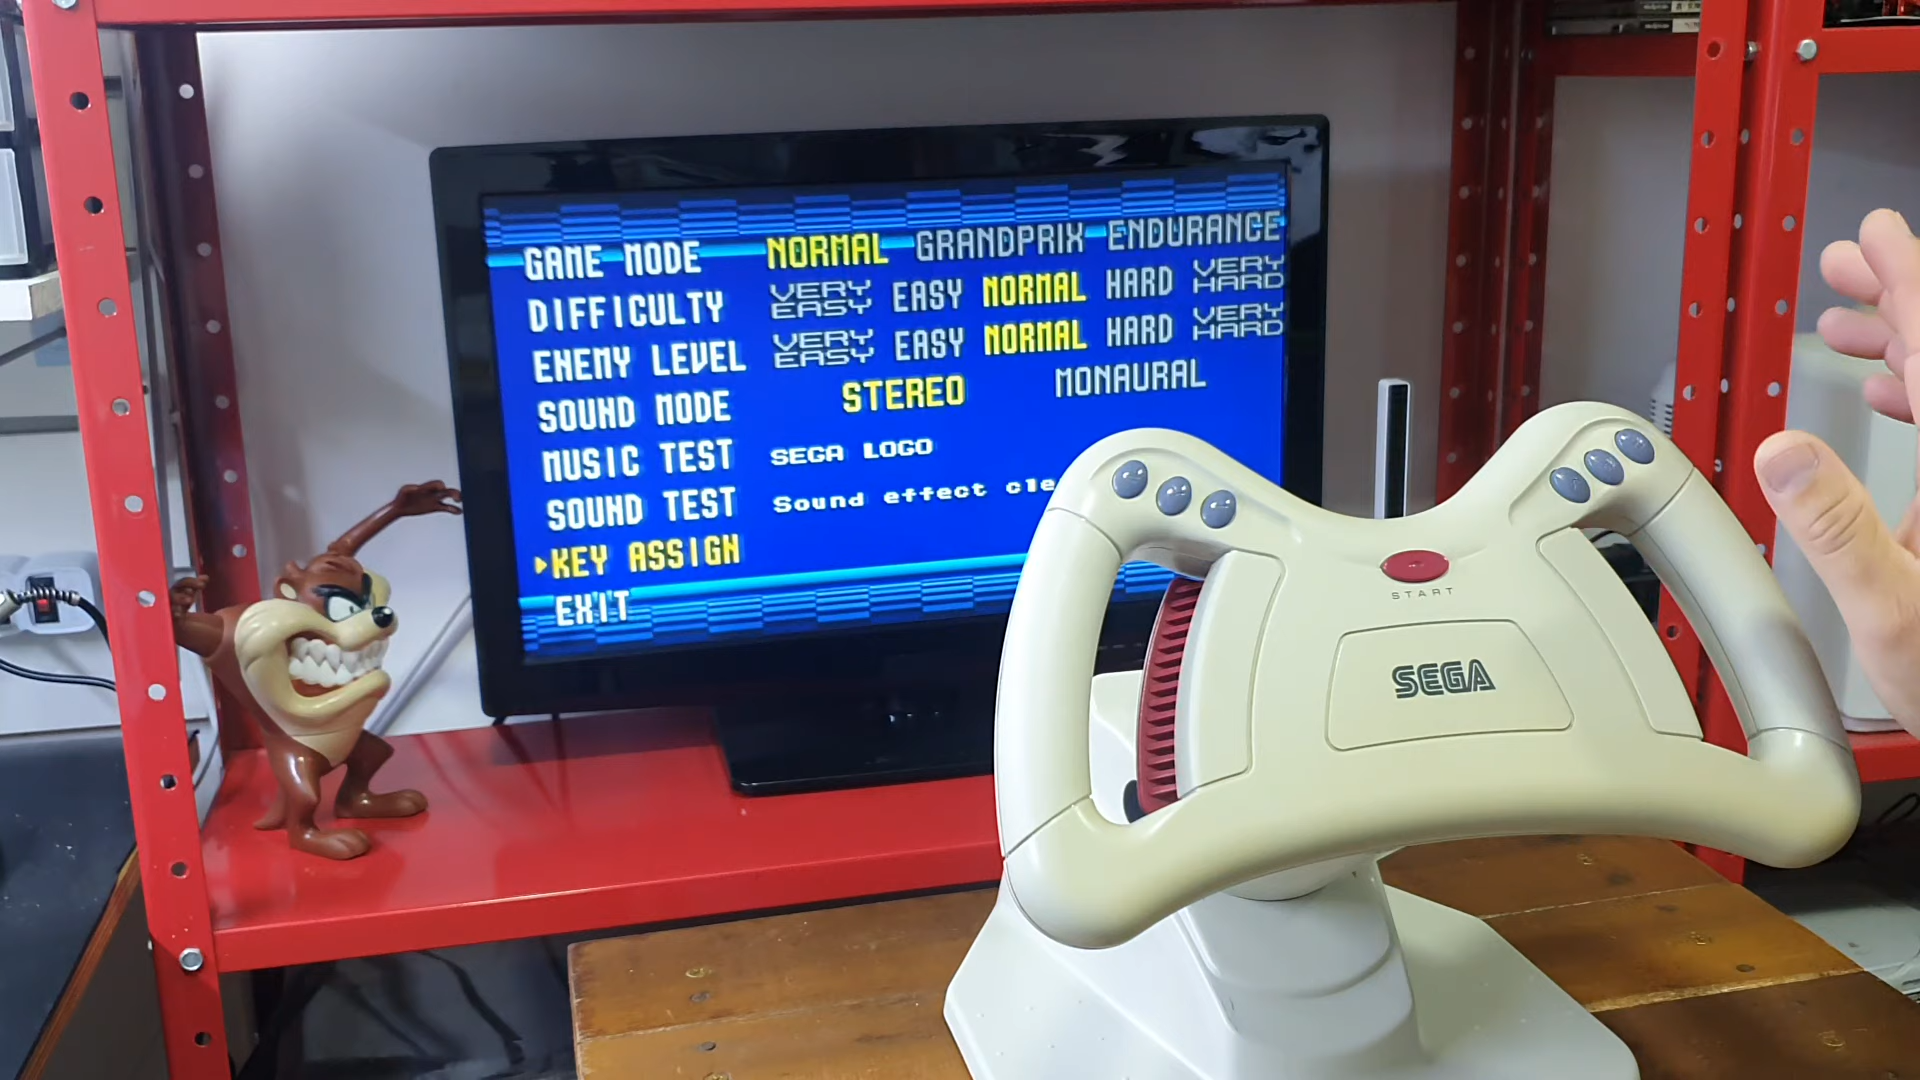 GAME MODE NORMAL GRANDPRIX ENDURANCE
DIFFICULTY VERY EASY EASY NORMAL HARD VERY HARD
ENEMY LEVEL VERY EASY EASY NORMAL HARD VERY HARD
SOUND MODE STEREO MONAURAL
MUSIC TEST SEGA LOGO
SOUND TEST Sound effect cle
KEY ASSIGN
EXIT
START
SEGA